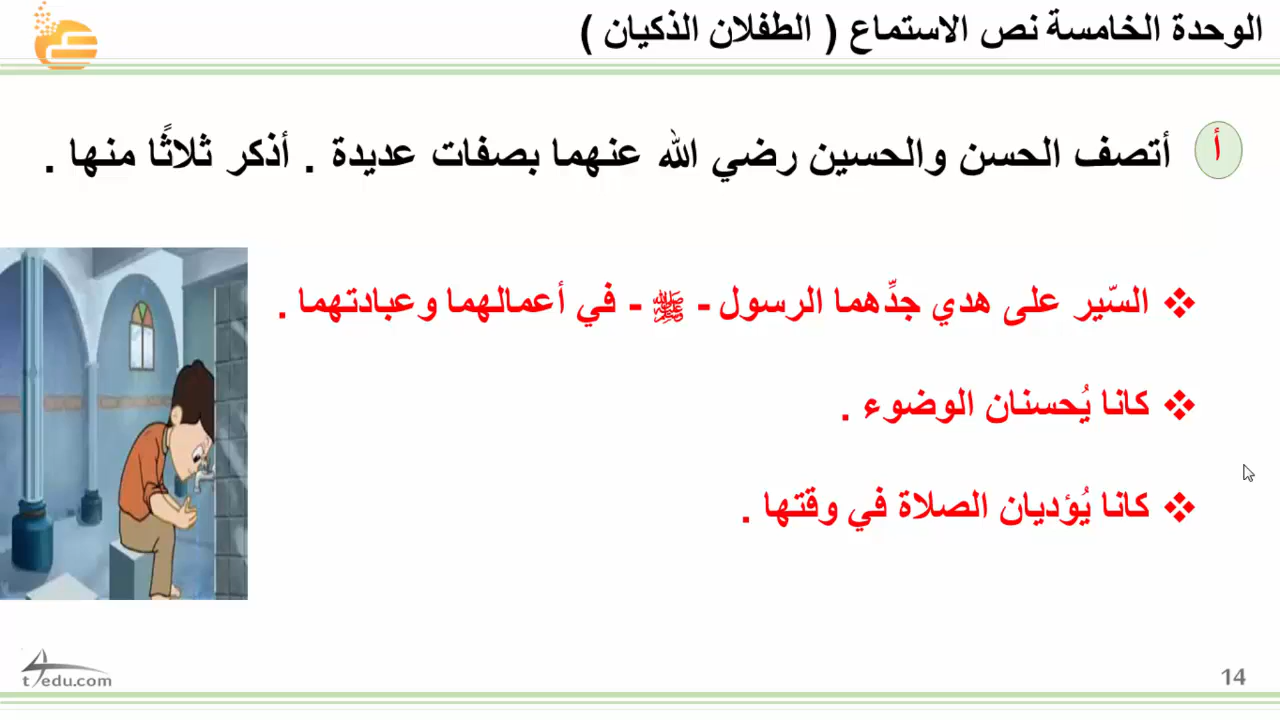 الوحدة الخامسة نص الاستماع ( الطفلان الذكيان )
أ
أتصف الحسن والحسين رضي الله عنهما بصفات عديدة . أذكر ثلاثًا منها .
❖ السّير على هدي جدِّهما الرسول - ﷺ - في أعمالهما وعبادتهما .
❖ كانا يُحسنان الوضوء .
❖ كانا يُؤديان الصلاة في وقتها .
t4edu.com
14